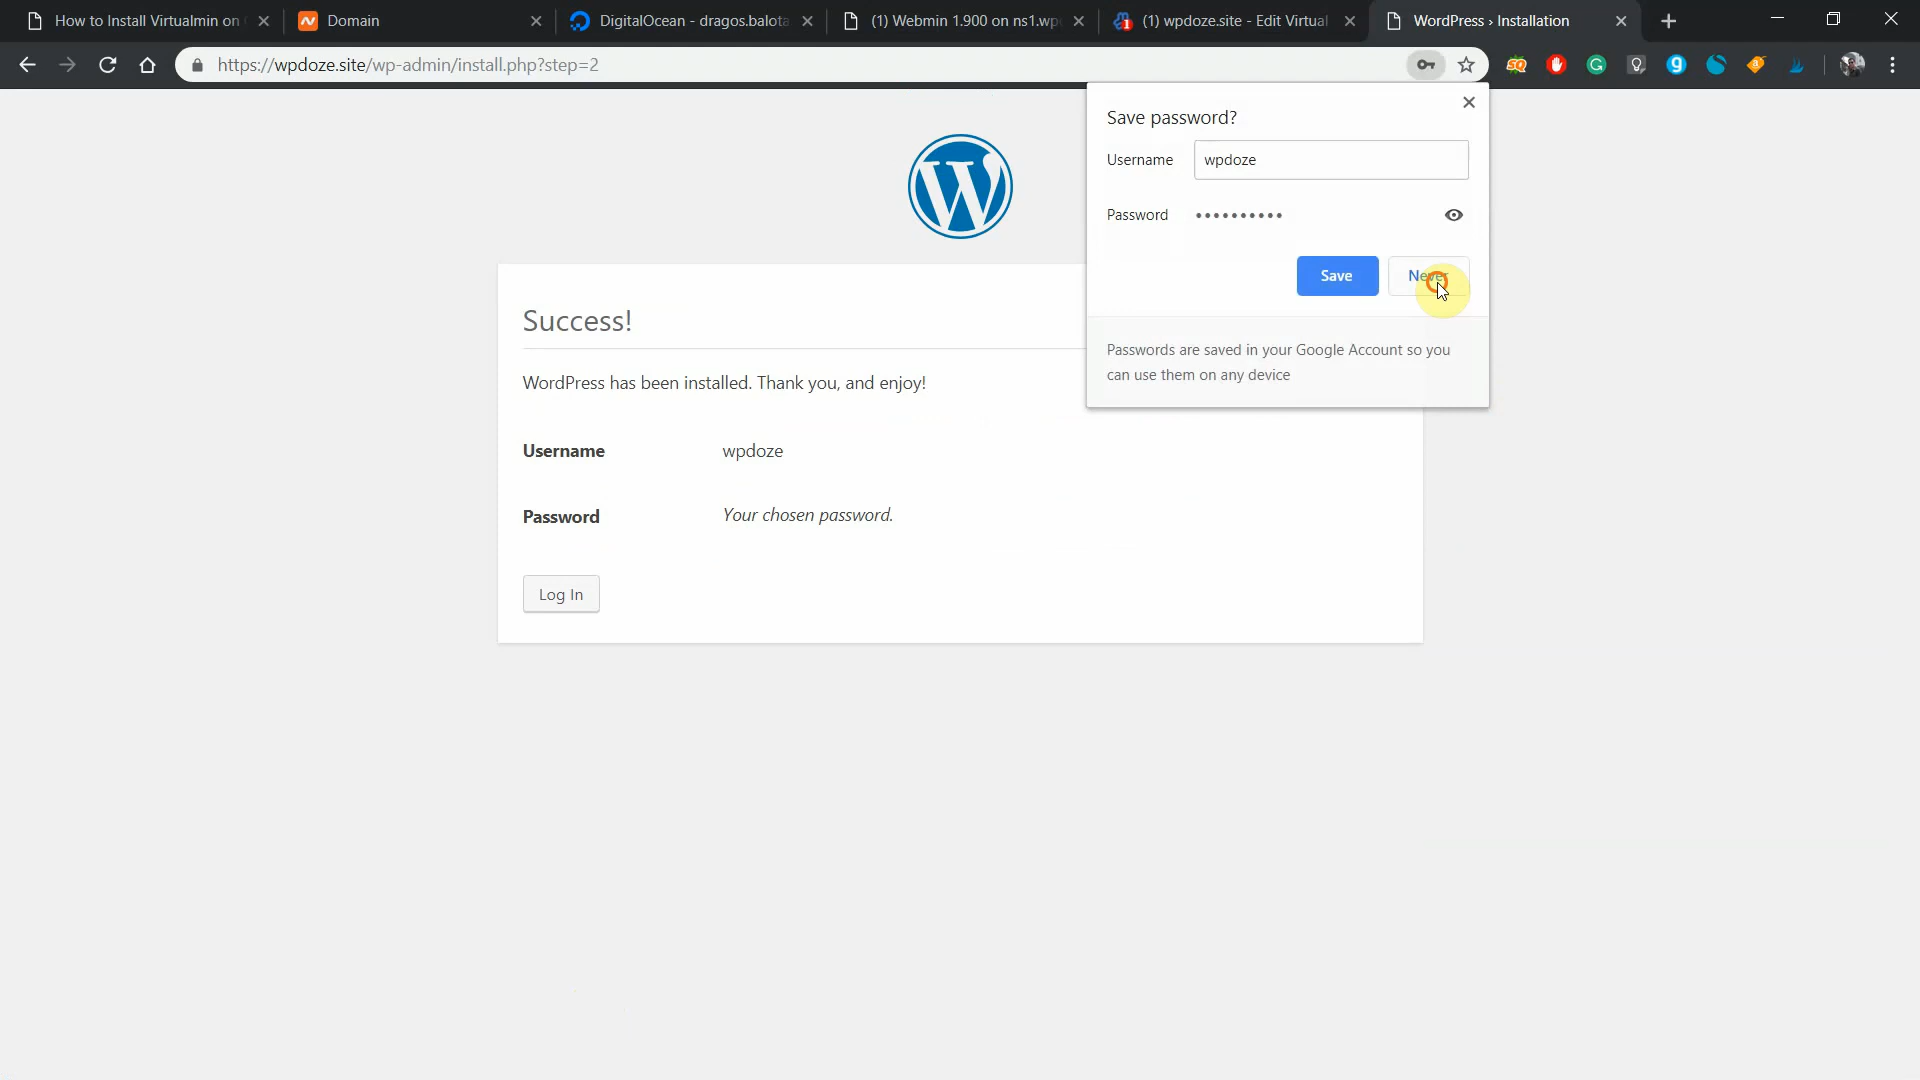 How to Install Virtualmin on
Domain
DigitalOcean - dragos.balota
(1) Webmin 1.900 on ns1.wp
(1) wpdoze.site - Edit Virtual
WordPress › Installation
https://wpdoze.site/wp-admin/install.php?step=2
Save password?
Username wpdoze
Password ••••••••••
Save Never
Passwords are saved in your Google Account so you
can use them on any device
Success!
WordPress has been installed. Thank you, and enjoy!
Username wpdoze
Password Your chosen password.
Log In